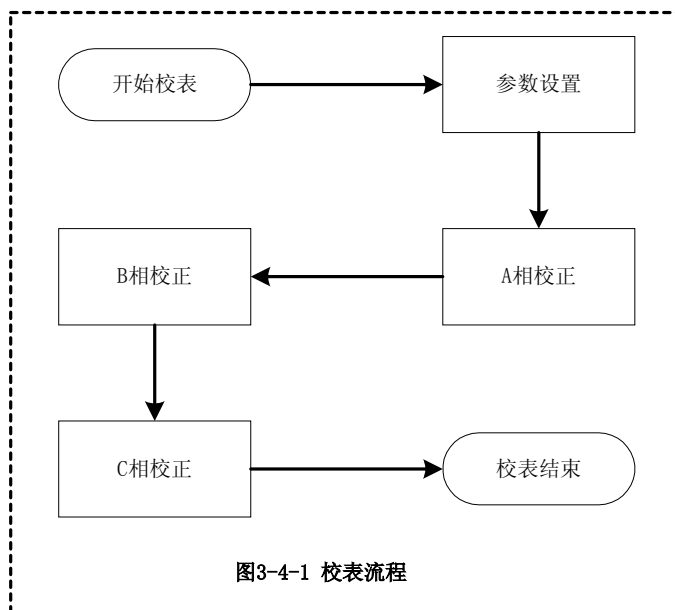 开始校表
参数设置
A相校正
B相校正
C相校正
校表结束
图3-4-1 校表流程